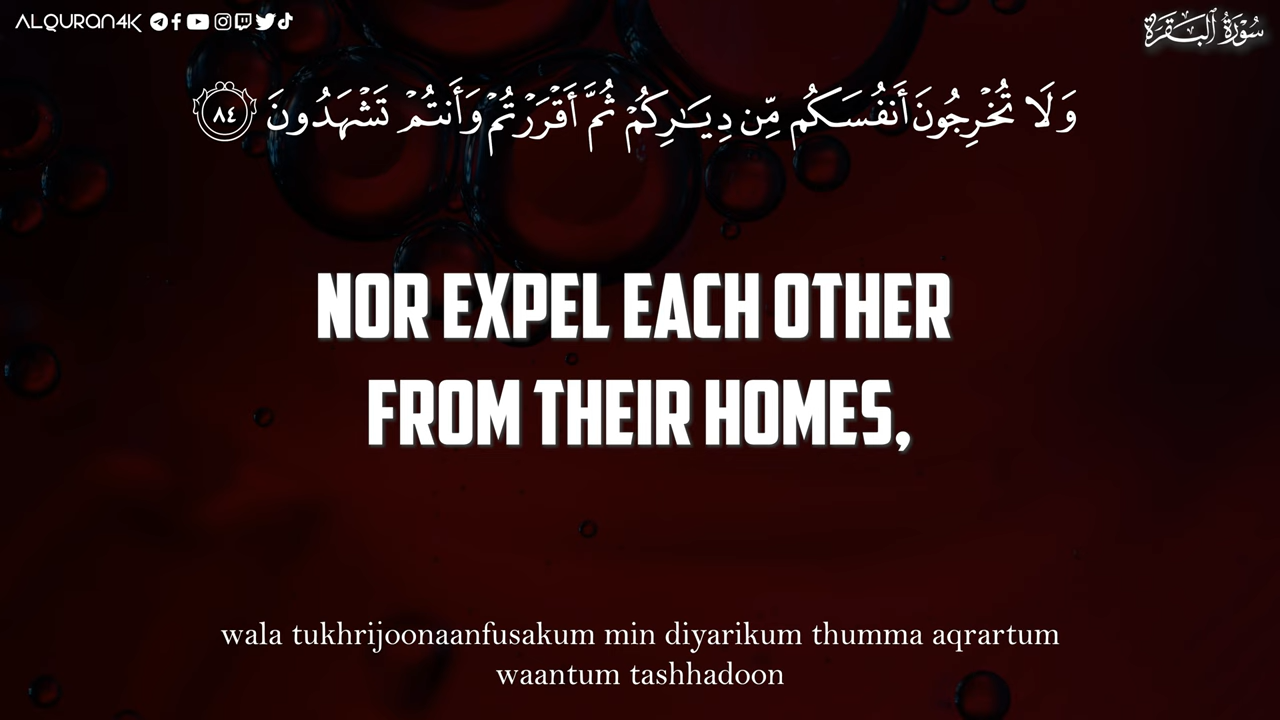 ALQURAN4K
سُورَةُ البَقَرَةِ
وَلَا تُخْرِجُونَ أَنفُسَكُم مِّن دِيَـٰرِكُمْ ثُمَّ أَقْرَرْتُمْ وَأَنتُمْ تَشْهَدُونَ ٨٤
NOR EXPEL EACH OTHER
FROM THEIR HOMES,
wala tukhrijoonaanfusakum min diyarikum thumma aqrartum
waantum tashhadoon